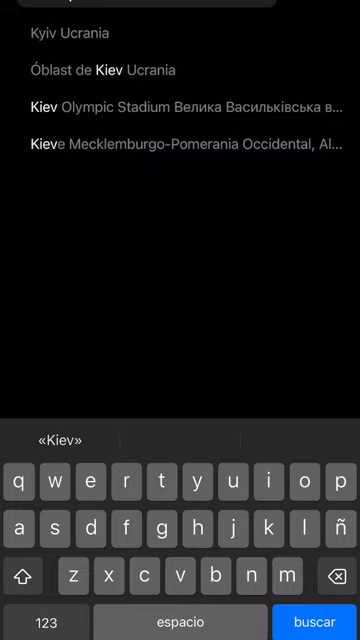 Kyiv Ucrania
Óblast de Kiev Ucrania
Kiev Olympic Stadium Велика Васильківська в...
Kieve Mecklemburgo-Pomerania Occidental, Al...
«Kiev»
q w e r t y u i o p
a s d f g h j k l ñ
z x c v b n m
123 espacio buscar